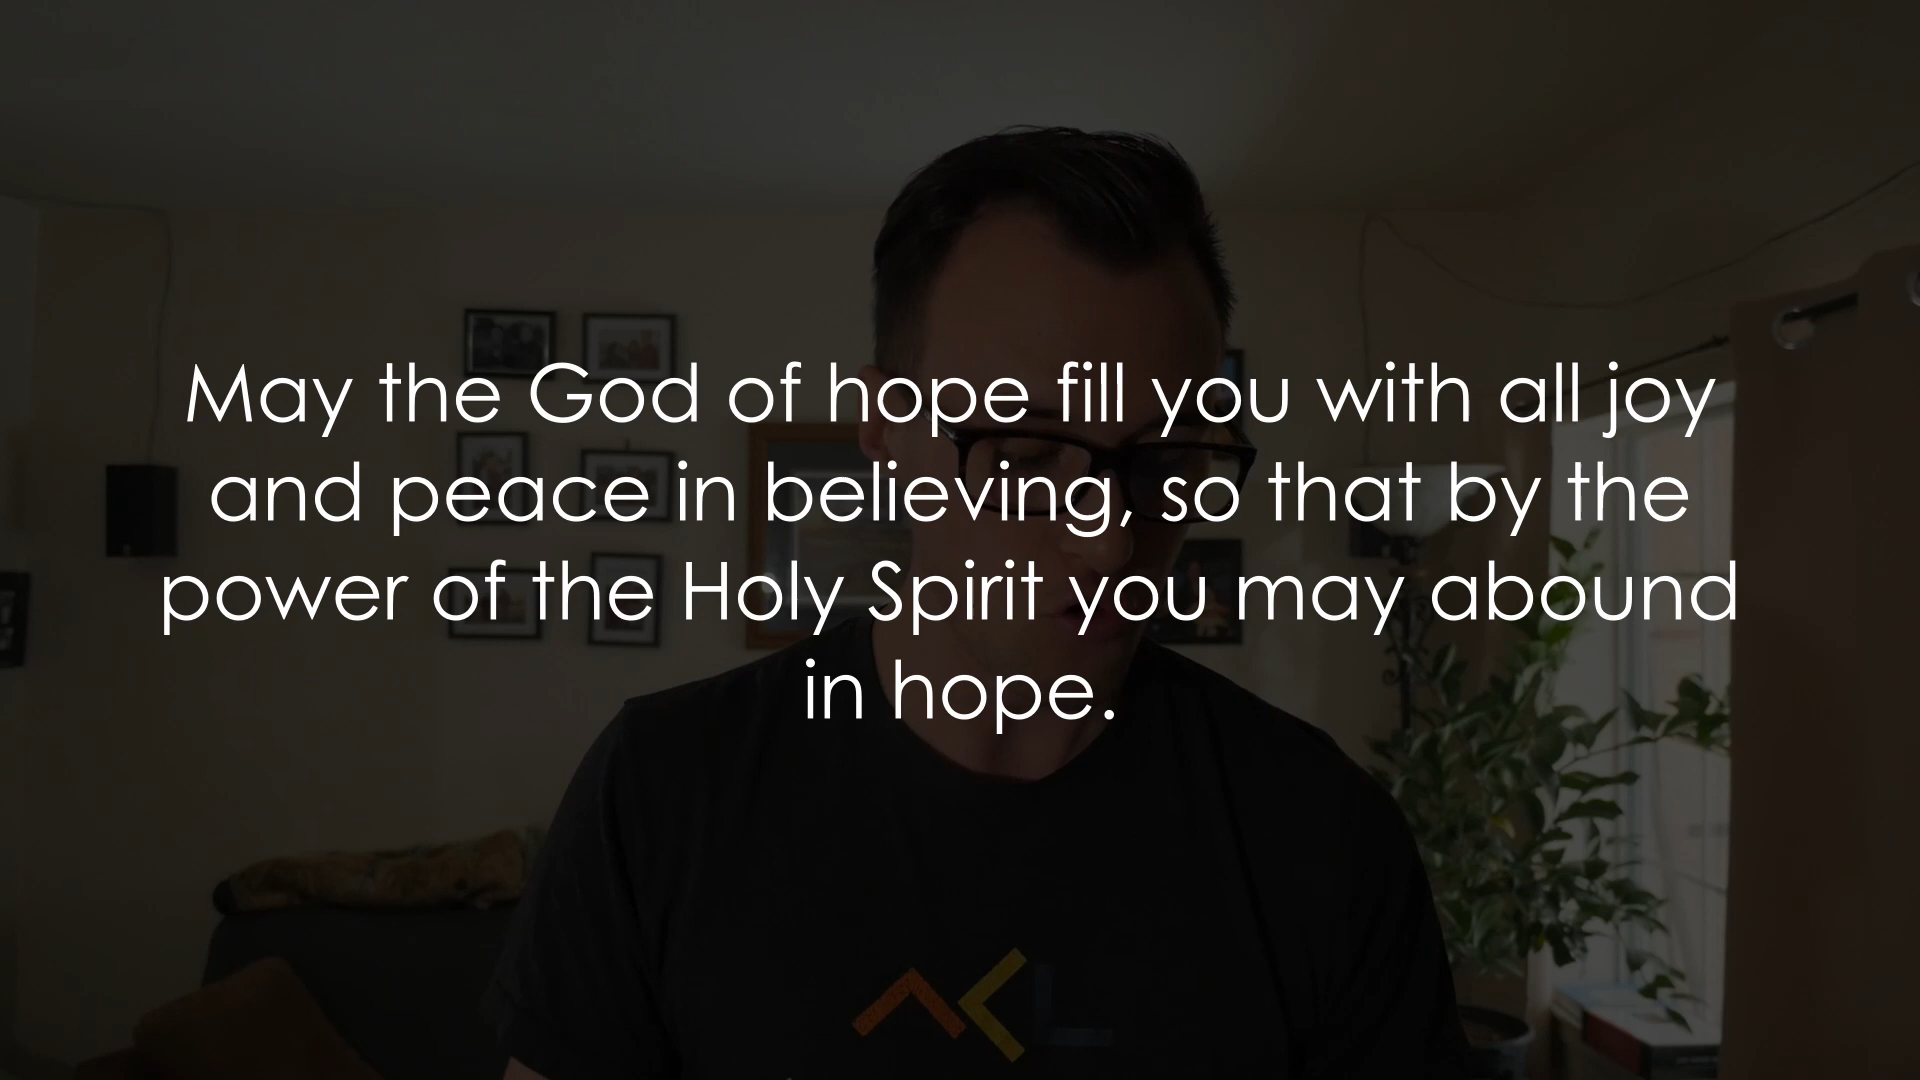 May the God of hope fill you with all joy
and peace in believing, so that by the
power of the Holy Spirit you may abound
in hope.